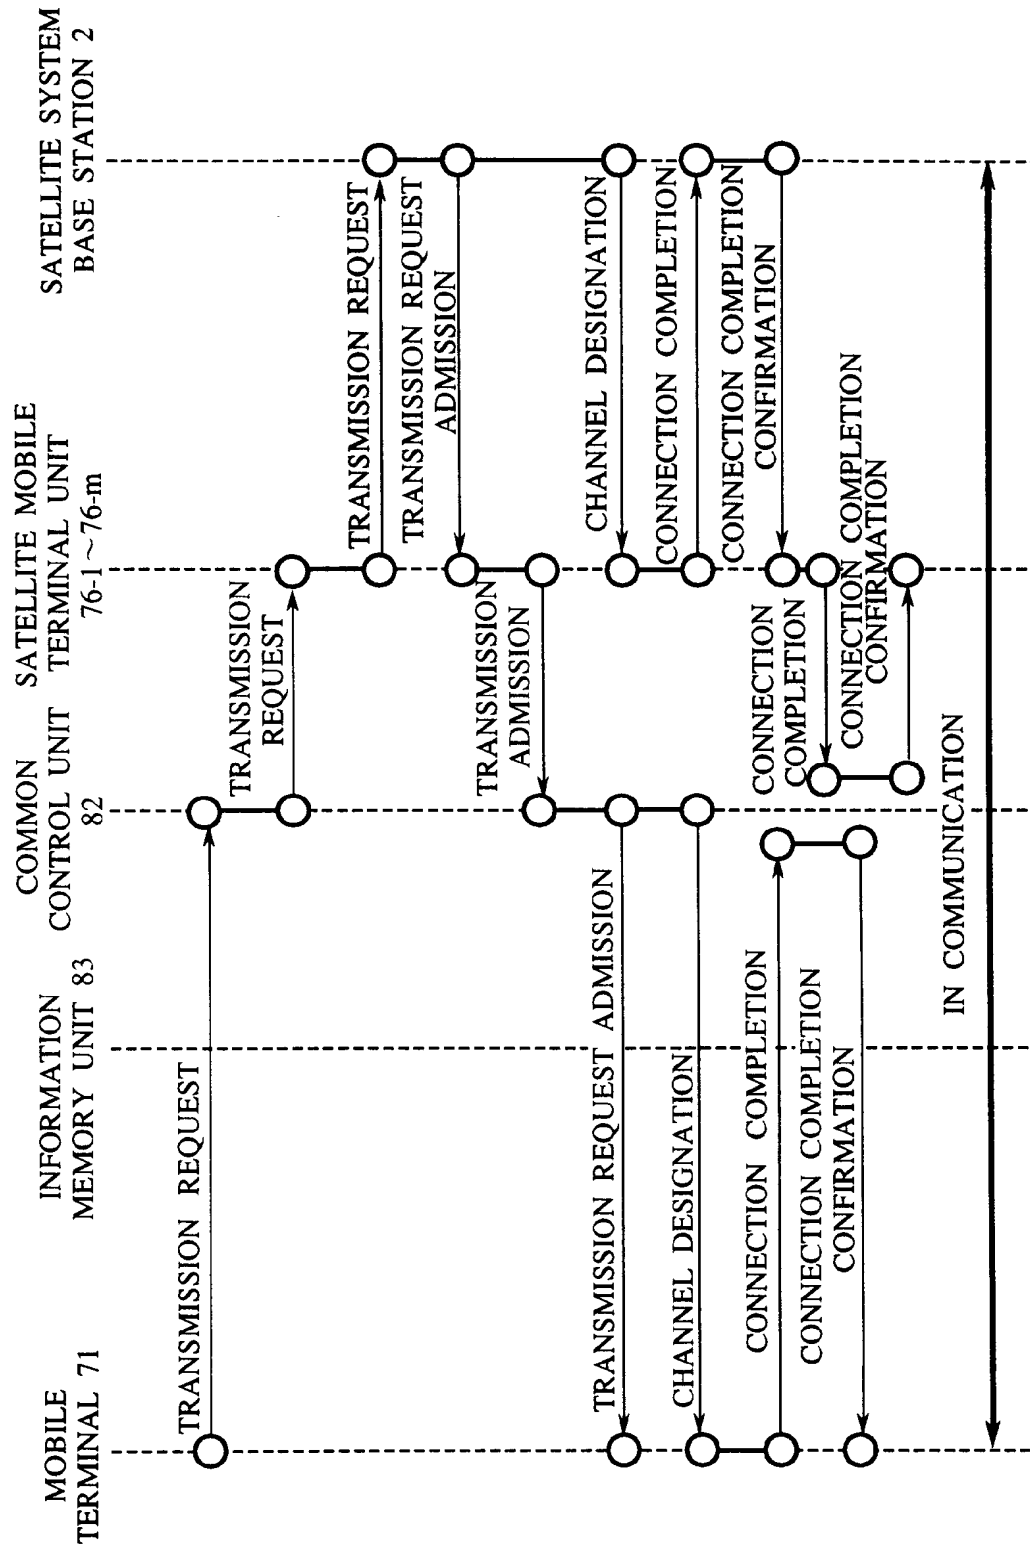 MOBILE
TERMINAL 71
INFORMATION
MEMORY UNIT 83
COMMON
CONTROL UNIT
82
SATELLITE MOBILE
TERMINAL UNIT
76-1~76-m
SATELLITE SYSTEM
BASE STATION 2
TRANSMISSION REQUEST
TRANSMISSION
REQUEST
TRANSMISSION REQUEST
TRANSMISSION REQUEST
ADMISSION
TRANSMISSION
ADMISSION
TRANSMISSION REQUEST ADMISSION
CHANNEL DESIGNATION
CHANNEL DESIGNATION
CONNECTION COMPLETION
CONNECTION COMPLETION
CONNECTION COMPLETION
CONFIRMATION
CONNECTION
COMPLETION
CONNECTION COMPLETION
CONFIRMATION
CONNECTION COMPLETION
CONFIRMATION
IN COMMUNICATION